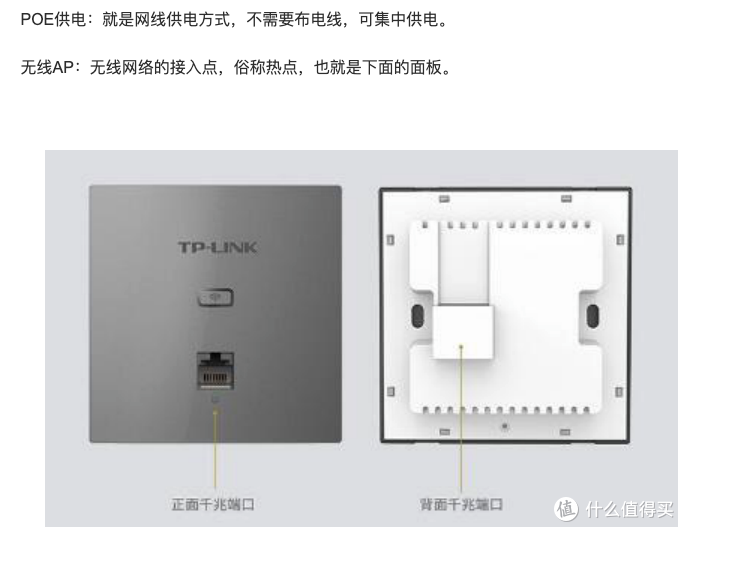 POE供电：就是网线供电方式，不需要布电线，可集中供电。
无线AP：无线网络的接入点，俗称热点，也就是下面的面板。
TP-LINK
正面千兆端口
背面千兆端口
值 什么值得买